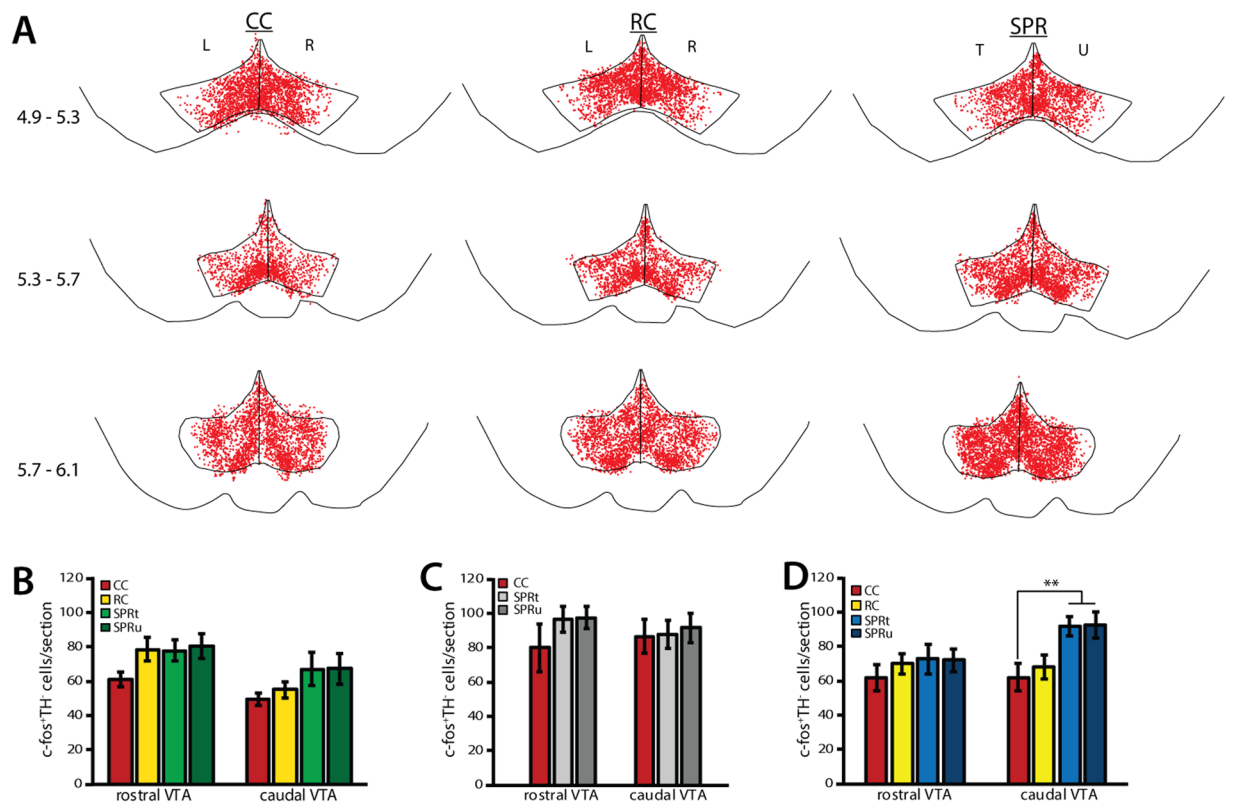 A
CC
RC
SPR
L R
L R
T U
4.9 - 5.3
5.3 - 5.7
5.7 - 6.1
B
c-fos⁺TH⁻ cells/section
120
100
80
60
40
20
0
CC
RC
SPRt
SPRu
rostral VTA
caudal VTA
C
c-fos⁺TH⁻ cells/section
120
100
80
60
40
20
0
CC
SPRt
SPRu
rostral VTA
caudal VTA
D
c-fos⁺TH⁻ cells/section
120
100
80
60
40
20
0
CC
RC
SPRt
SPRu
**
rostral VTA
caudal VTA